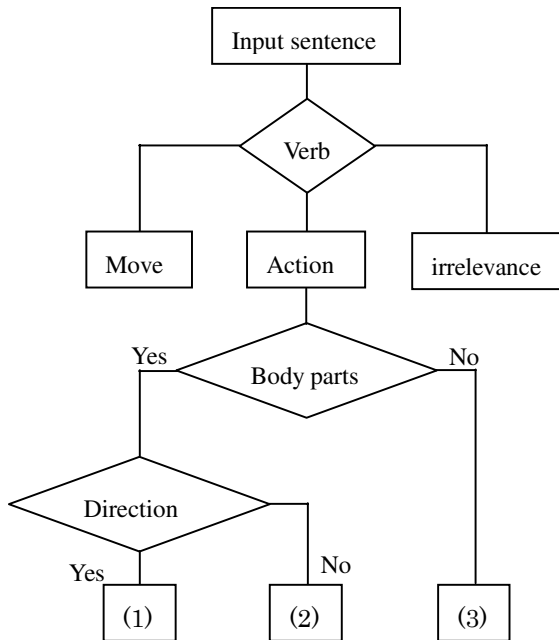 Input sentence
Verb
Move
Action
irrelevance
Yes
No
Body parts
Direction
No
Yes
(1)
(2)
(3)